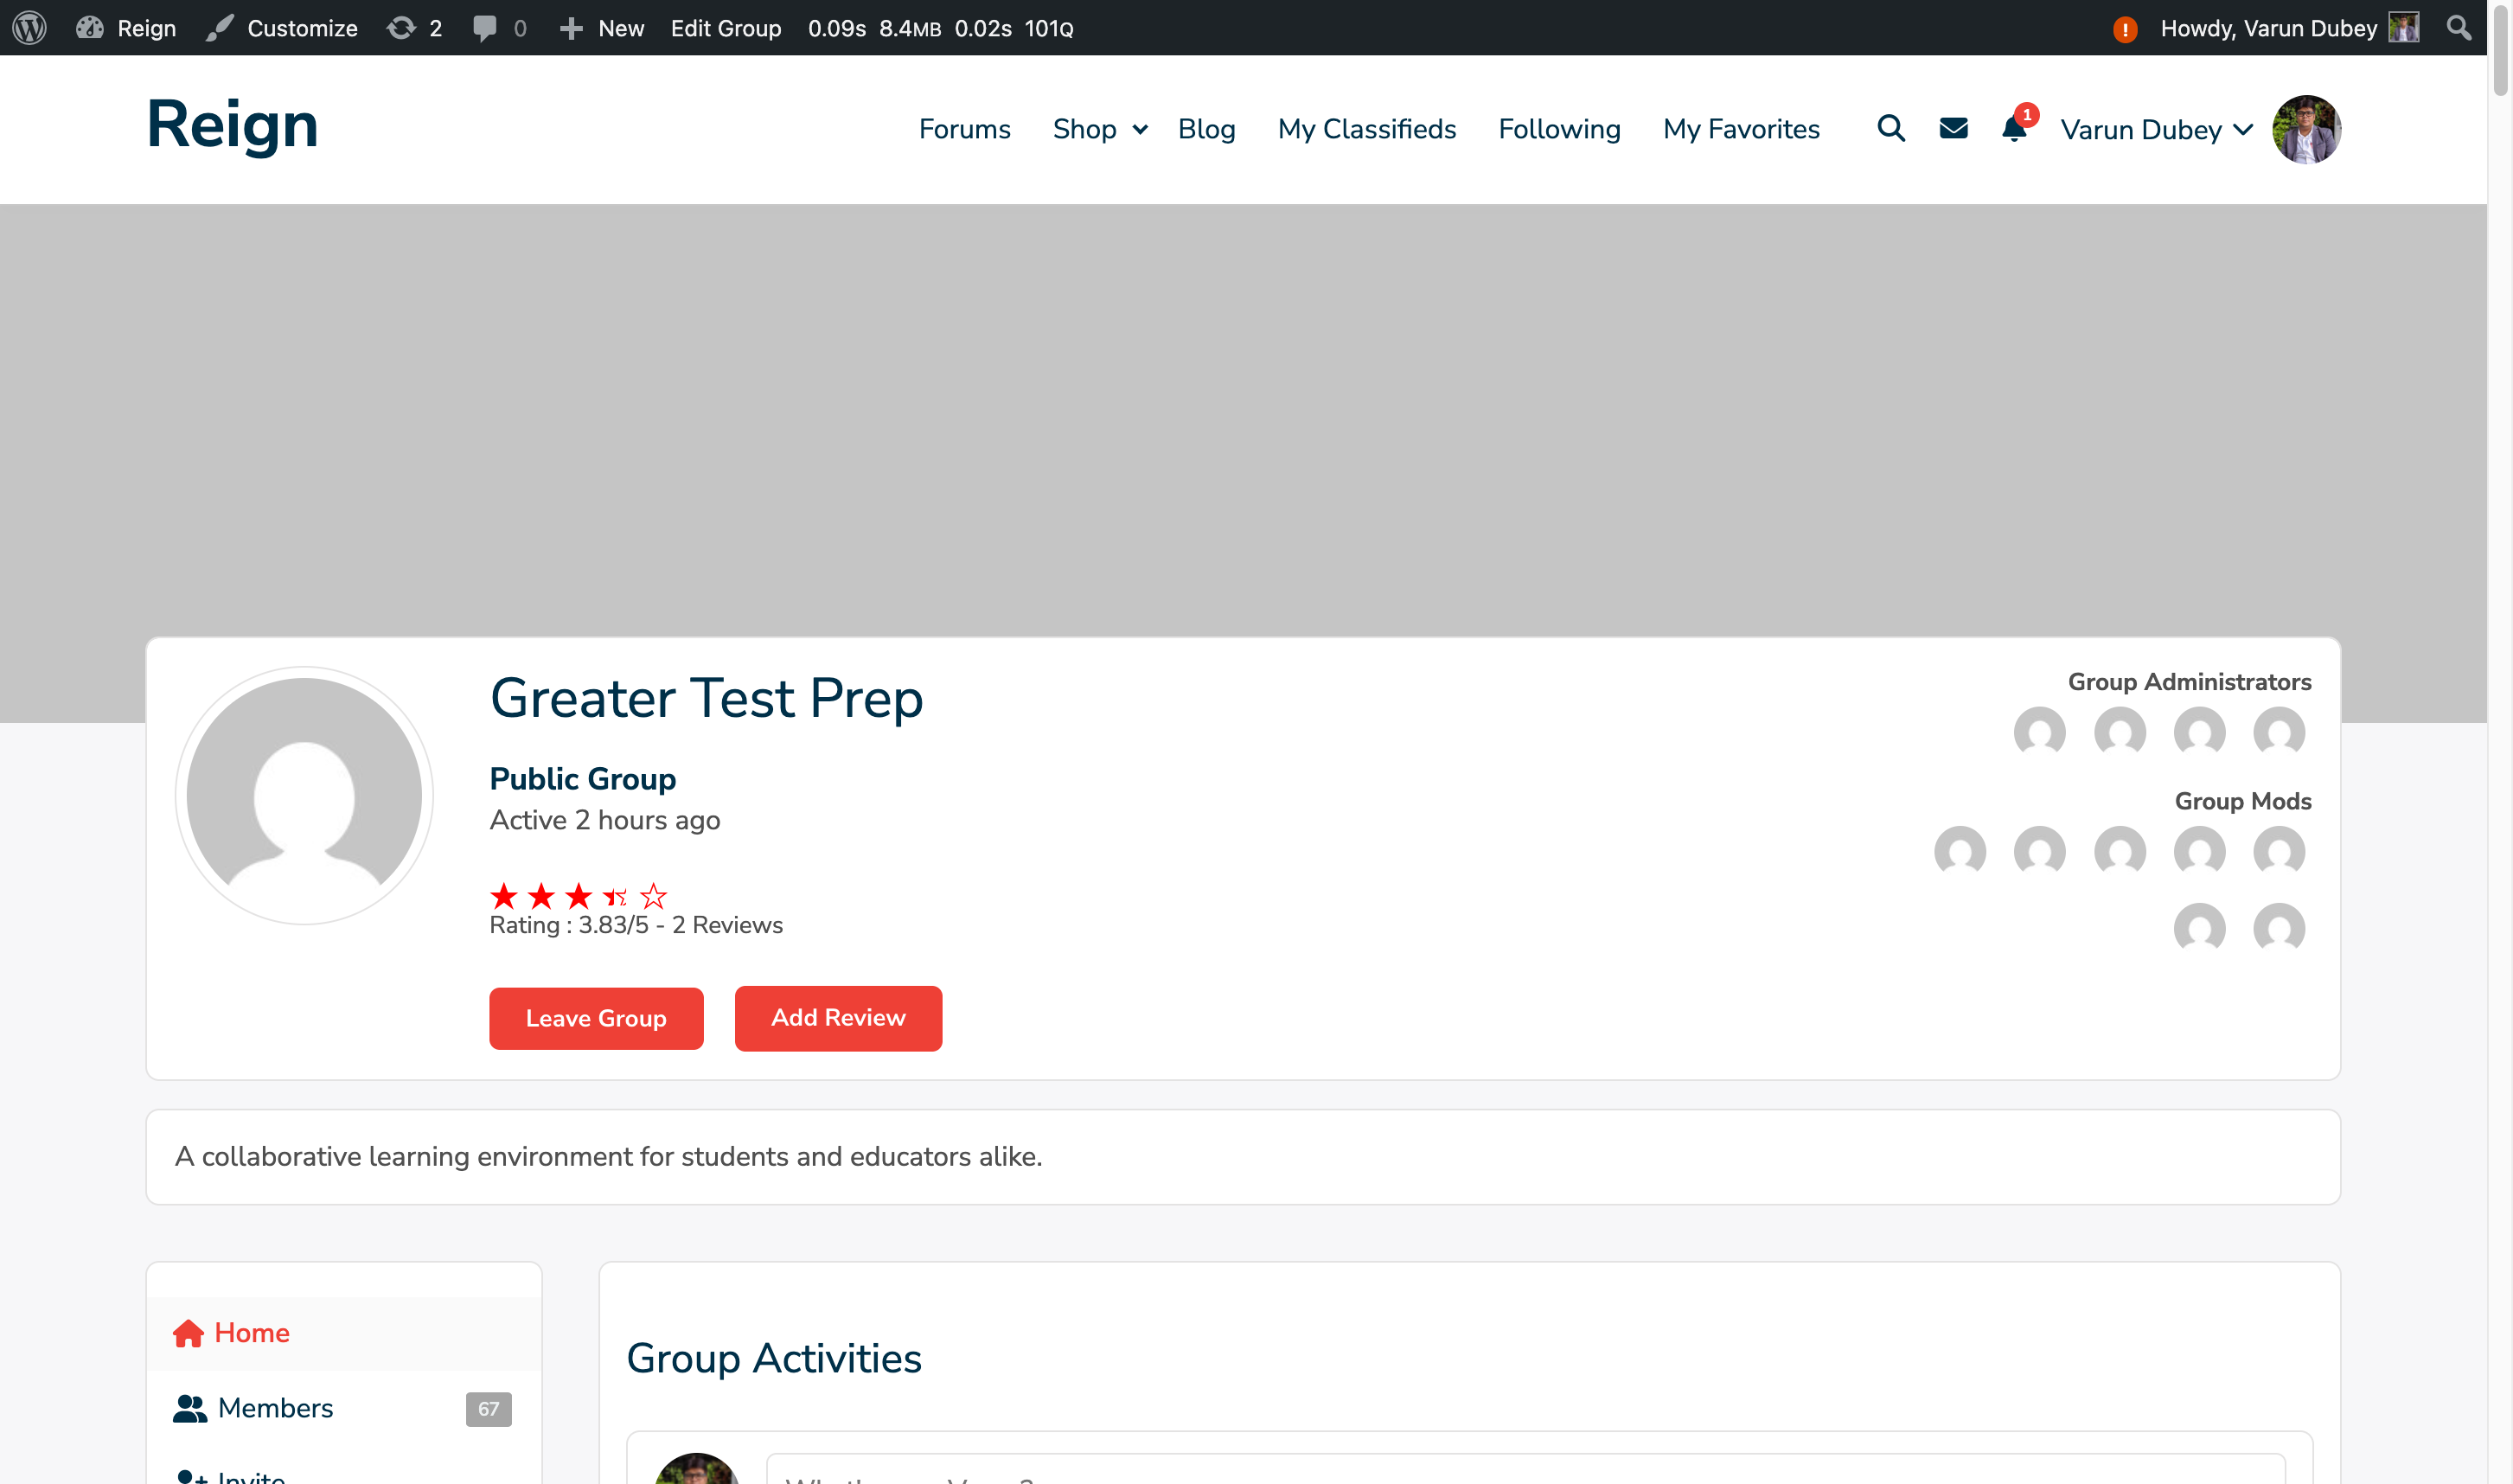 Reign Customize 2 0 New Edit Group 0.09s 8.4MB 0.02s 101Q ! Howdy, Varun Dubey
Reign
Forums Shop Blog My Classifieds Following My Favorites 1 Varun Dubey
Greater Test Prep
Public Group
Active 2 hours ago
Rating : 3.83/5 - 2 Reviews
Leave Group Add Review
Group Administrators
Group Mods
A collaborative learning environment for students and educators alike.
Home
Members 67
Invite
Group Activities